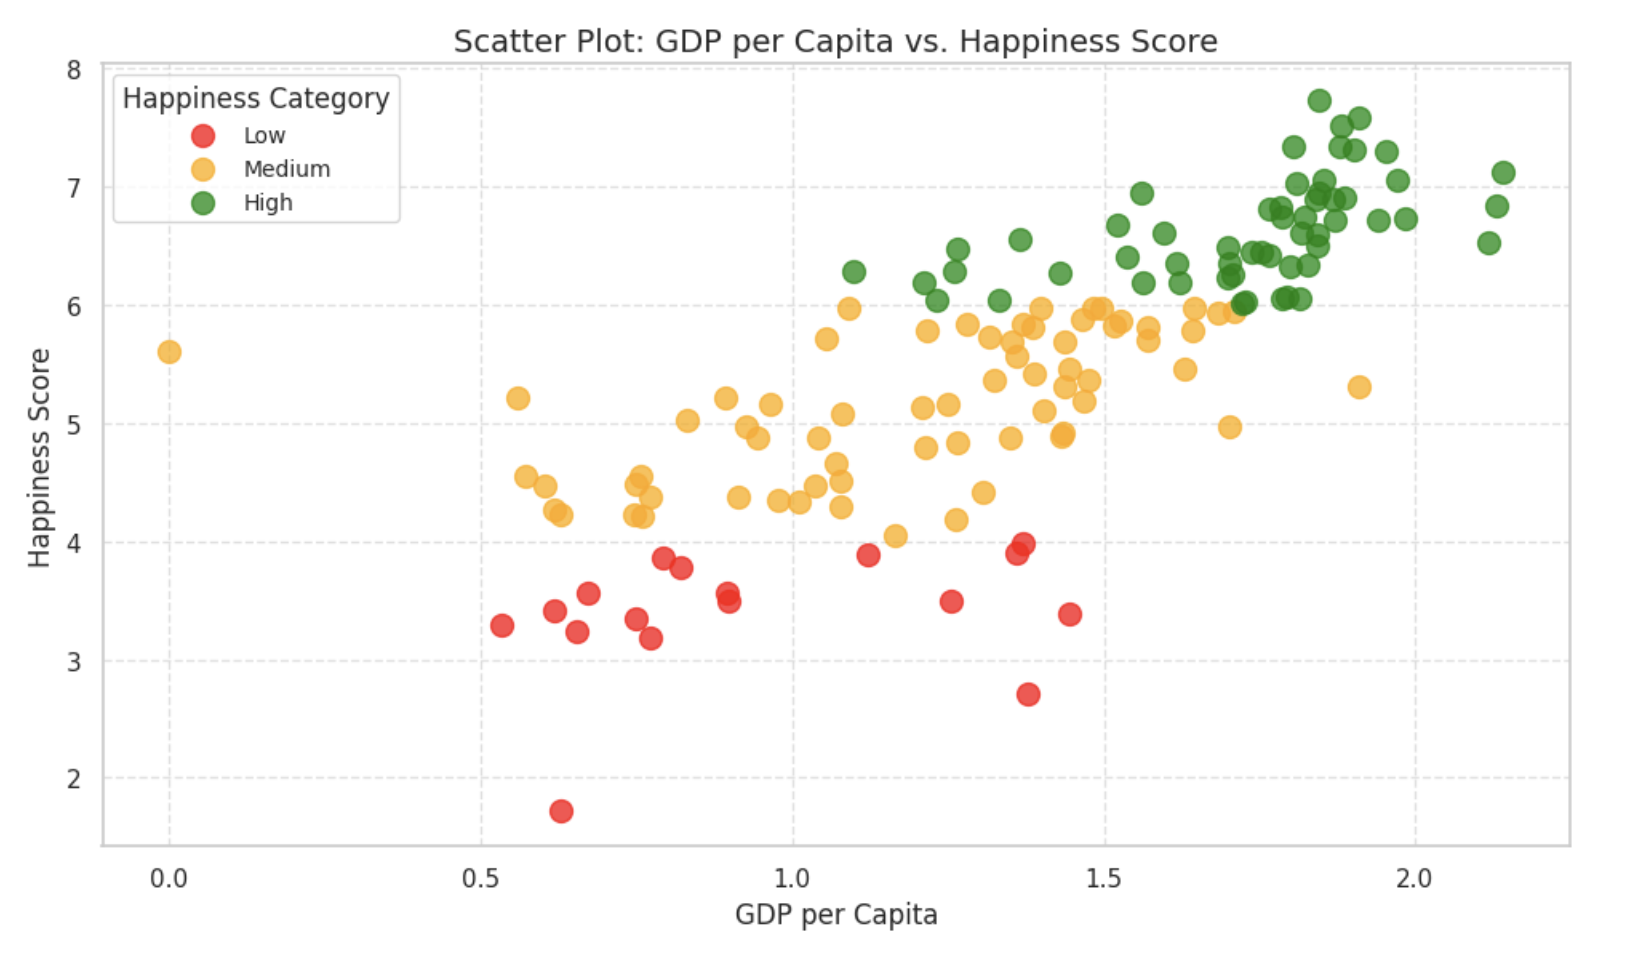 Scatter Plot: GDP per Capita vs. Happiness Score
8
7
6
5
4
3
2
Happiness Score
Happiness Category
Low
Medium
High
0.0
0.5
1.0
1.5
2.0
GDP per Capita